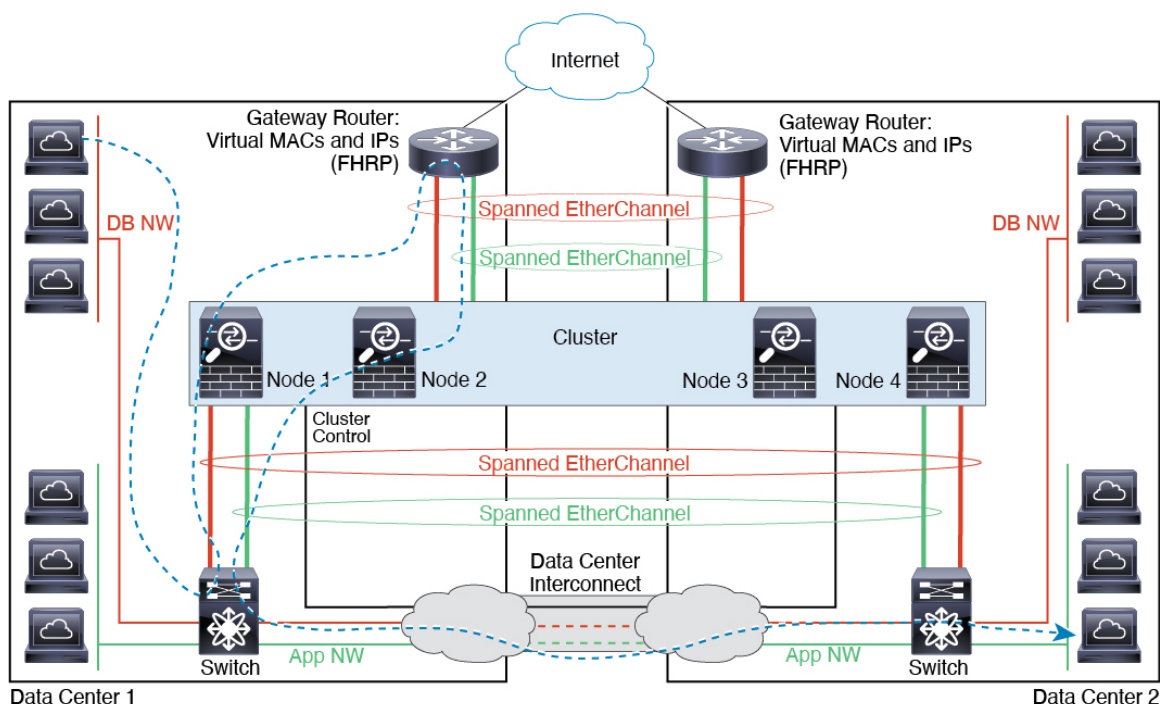 Internet
Gateway Router:
Virtual MACs and IPs
(FHRP)
Gateway Router:
Virtual MACs and IPs
(FHRP)
DB NW
Spanned EtherChannel
DB NW
Spanned EtherChannel
Cluster
Node 1
Node 2
Node 3
Node 4
Cluster
Control
Spanned EtherChannel
Spanned EtherChannel
Data Center
Interconnect
Switch
App NW
App NW
Switch
Data Center 1
Data Center 2